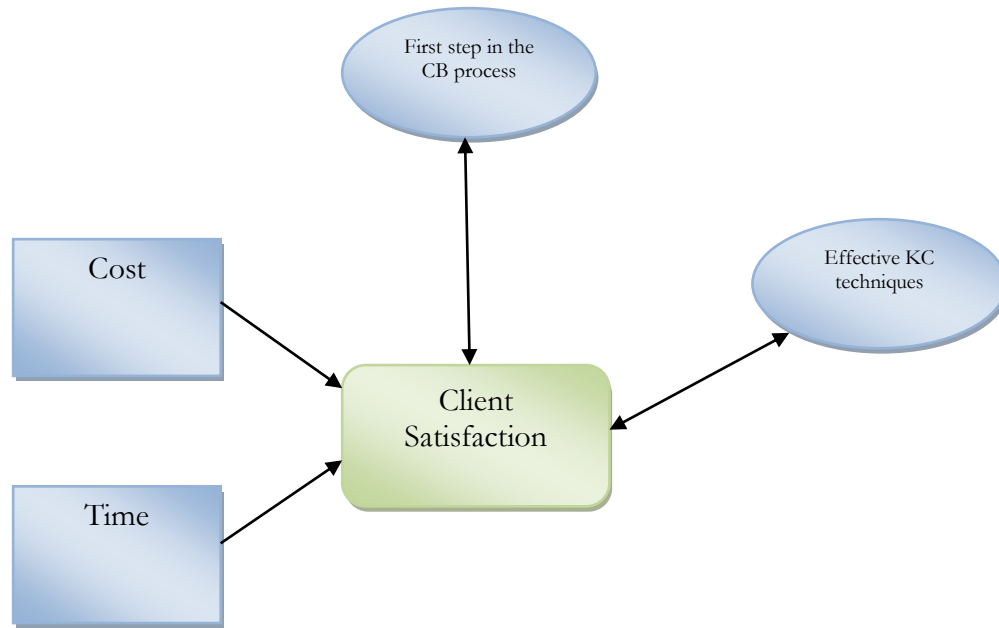 First step in the
CB process
Effective KC
techniques
Cost
Client
Satisfaction
Time